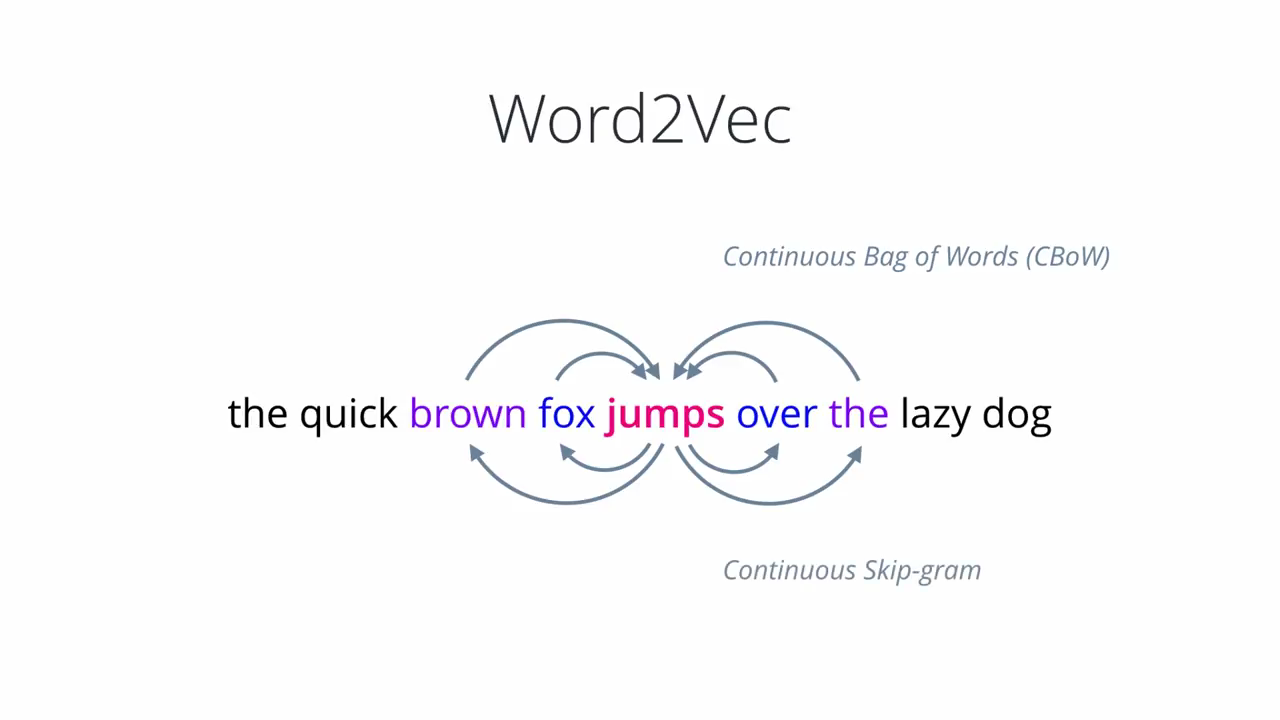 Word2Vec
Continuous Bag of Words (CBoW)
the quick brown fox jumps over the lazy dog
Continuous Skip-gram